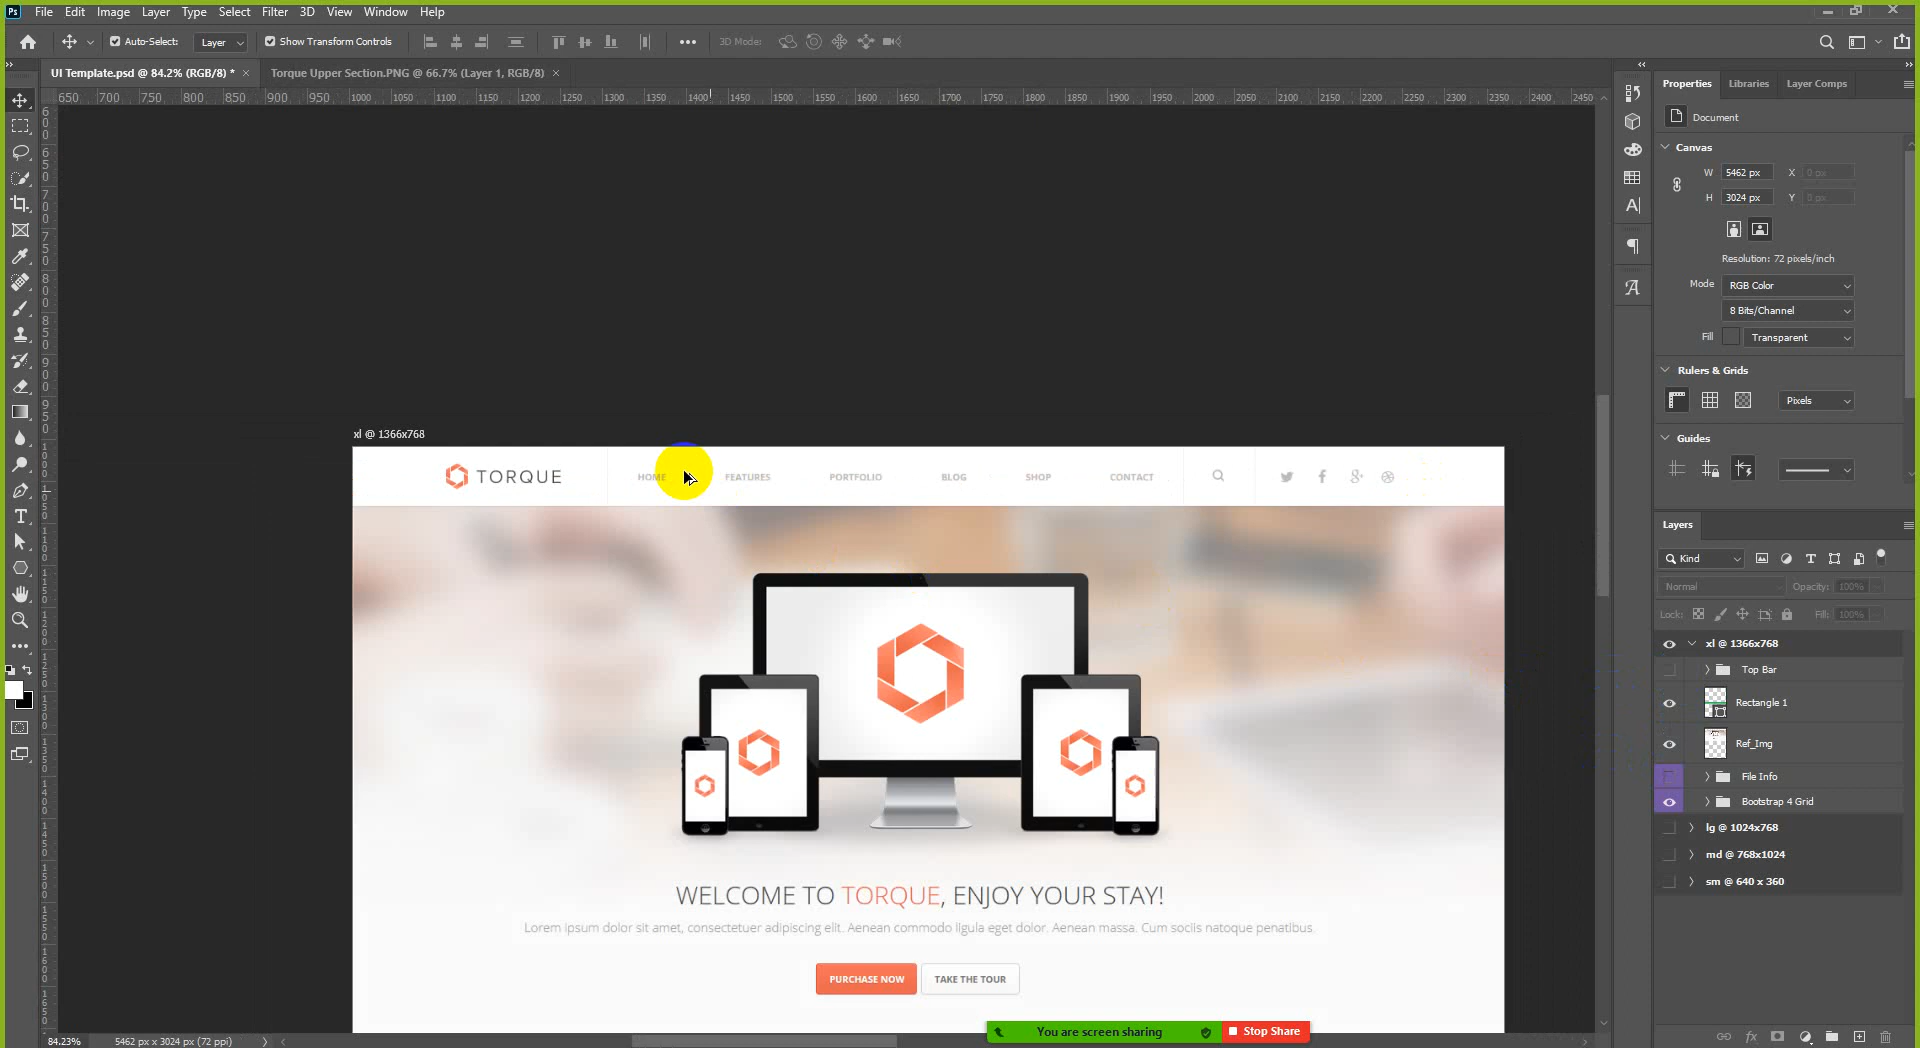 Ps File Edit Image Layer Type Select Filter 3D View Window Help
Auto-Select: Layer Show Transform Controls 3D Mode:
UI Template.psd @ 84.2% (RGB/8) * × Torque Upper Section.PNG @ 66.7% (Layer 1, RGB/8) ×
650 700 750 800 850 900 950 1000 1050 1100 1150 1200 1250 1300 1350 1400 1450 1500 1550 1600 1650 1700 1750 1800 1850 1900 1950 2000 2050 2100 2150 2200 2250 2300 2350 2400 2450
Properties Libraries Layer Comps
Document
Canvas
W 5462 px X 0 px
H 3024 px Y 0 px
Resolution: 72 pixels/inch
Mode RGB Color
8 Bits/Channel
Fill Transparent
Rulers & Grids
Pixels
Guides
xl @ 1366x768
TORQUE HOME FEATURES PORTFOLIO BLOG SHOP CONTACT
WELCOME TO TORQUE, ENJOY YOUR STAY!
Lorem ipsum dolor sit amet, consectetuer adipiscing elit. Aenean commodo ligula eget dolor. Aenean massa. Cum sociis natoque penatibus.
PURCHASE NOW TAKE THE TOUR
Layers
Kind
Normal Opacity: 100%
Lock: Fill: 100%
xl @ 1366x768
Top Bar
Rectangle 1
Ref_Img
File Info
Bootstrap 4 Grid
lg @ 1024x768
md @ 768x1024
sm @ 640 x 360
You are screen sharing Stop Share
84.23% 5462 px x 3024 px (72 ppi)